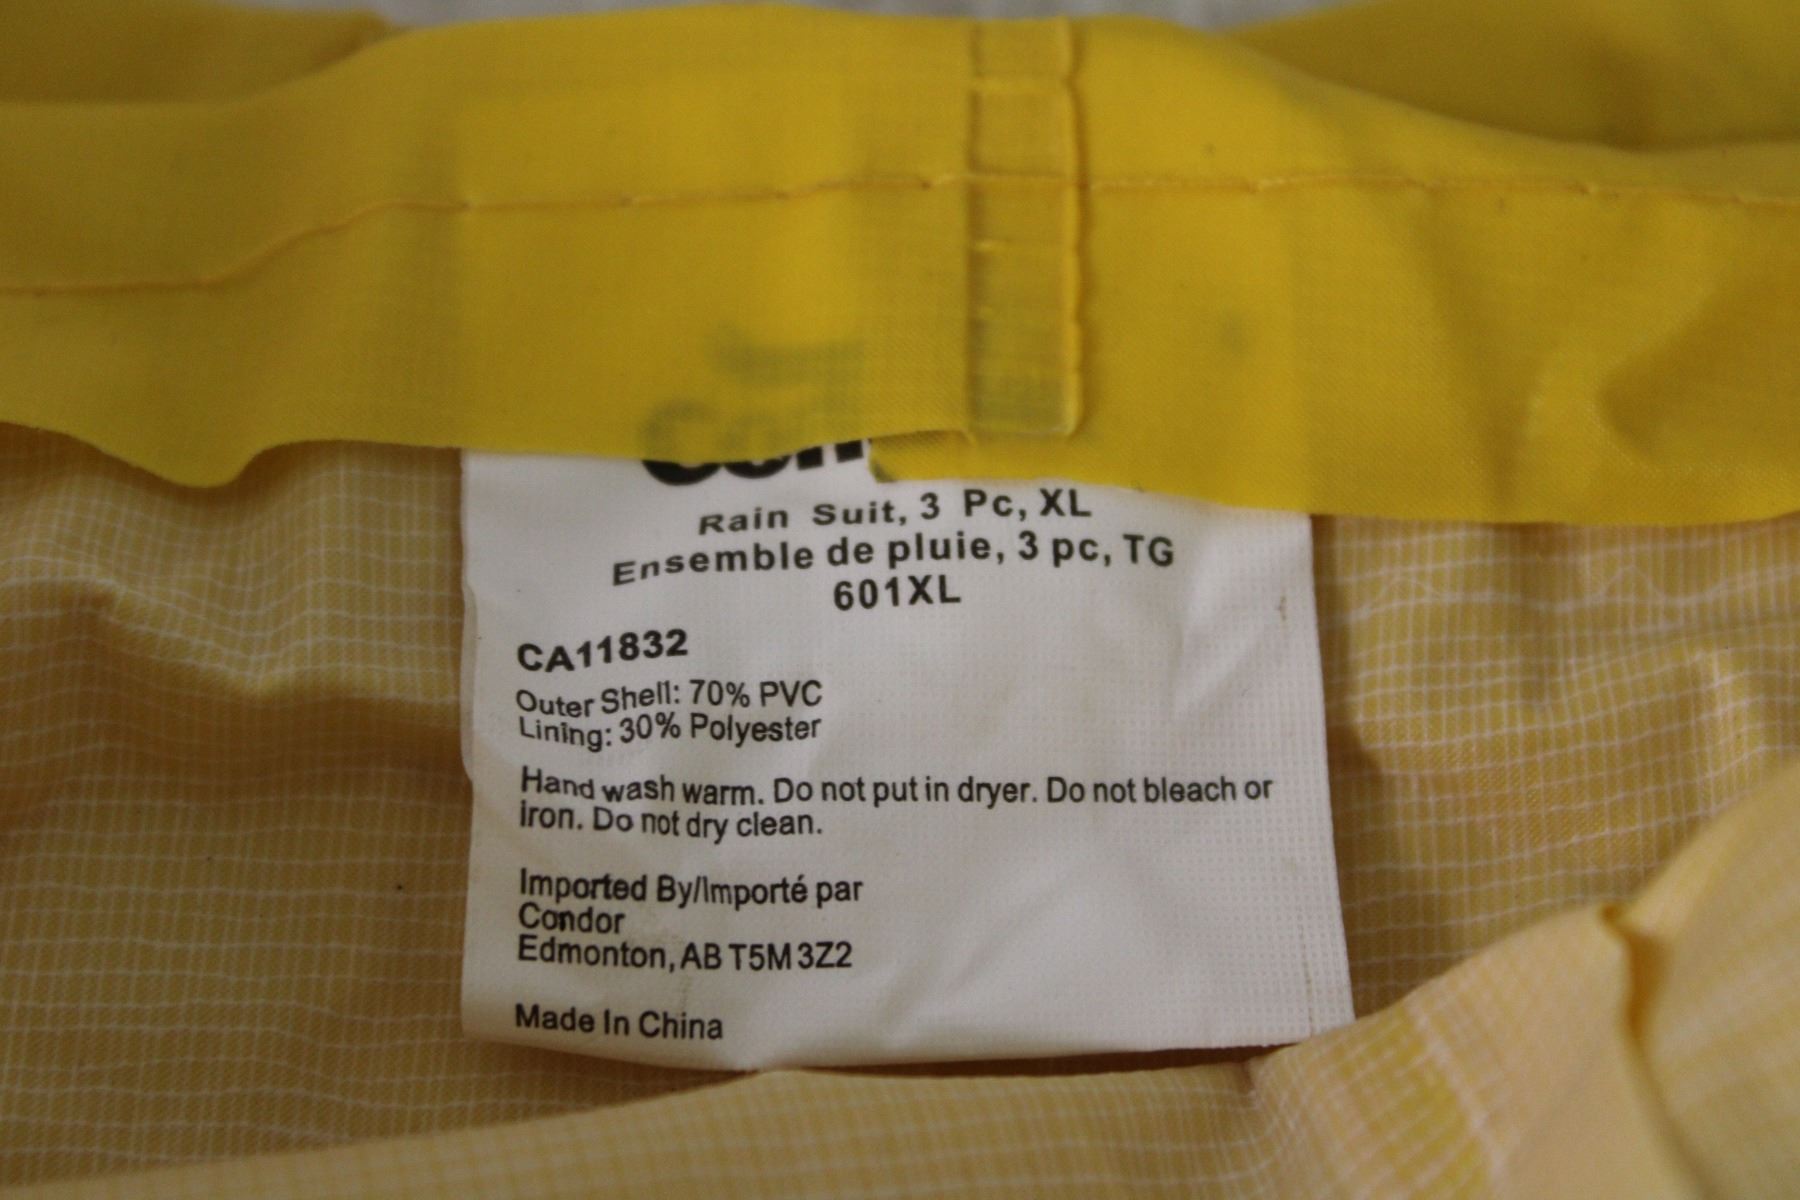 Rain Suit, 3 Pc, XL
Ensemble de pluie, 3 pc, TG
601XL
CA11832
Outer Shell: 70% PVC
Lining: 30% Polyester
Hand wash warm. Do not put in dryer. Do not bleach or
iron. Do not dry clean.
Imported By/Importé par
Condor
Edmonton, AB T5M 3Z2
Made In China